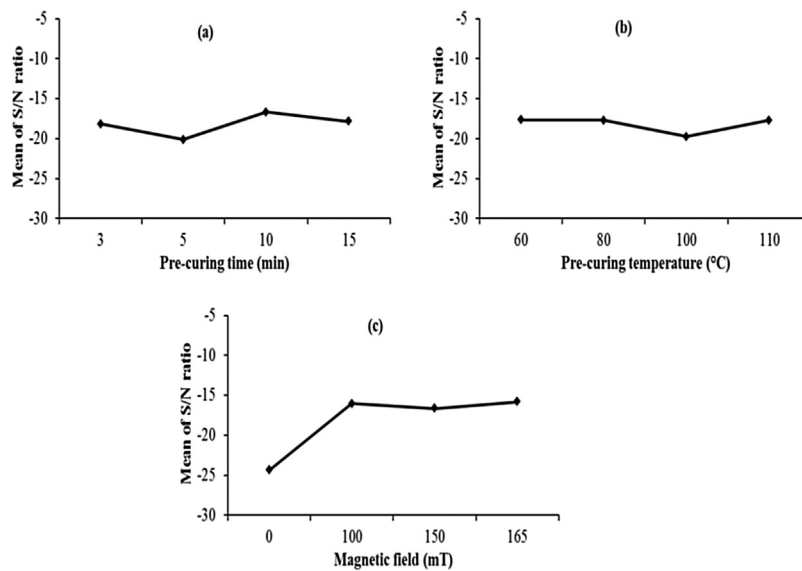 (a)
Mean of S/N ratio
-5
-10
-15
-20
-25
-30
3 5 10 15
Pre-curing time (min)
(b)
Mean of S/N ratio
-5
-10
-15
-20
-25
-30
60 80 100 110
Pre-curing temperature (°C)
(c)
Mean of S/N ratio
-5
-10
-15
-20
-25
-30
0 100 150 165
Magnetic field (mT)